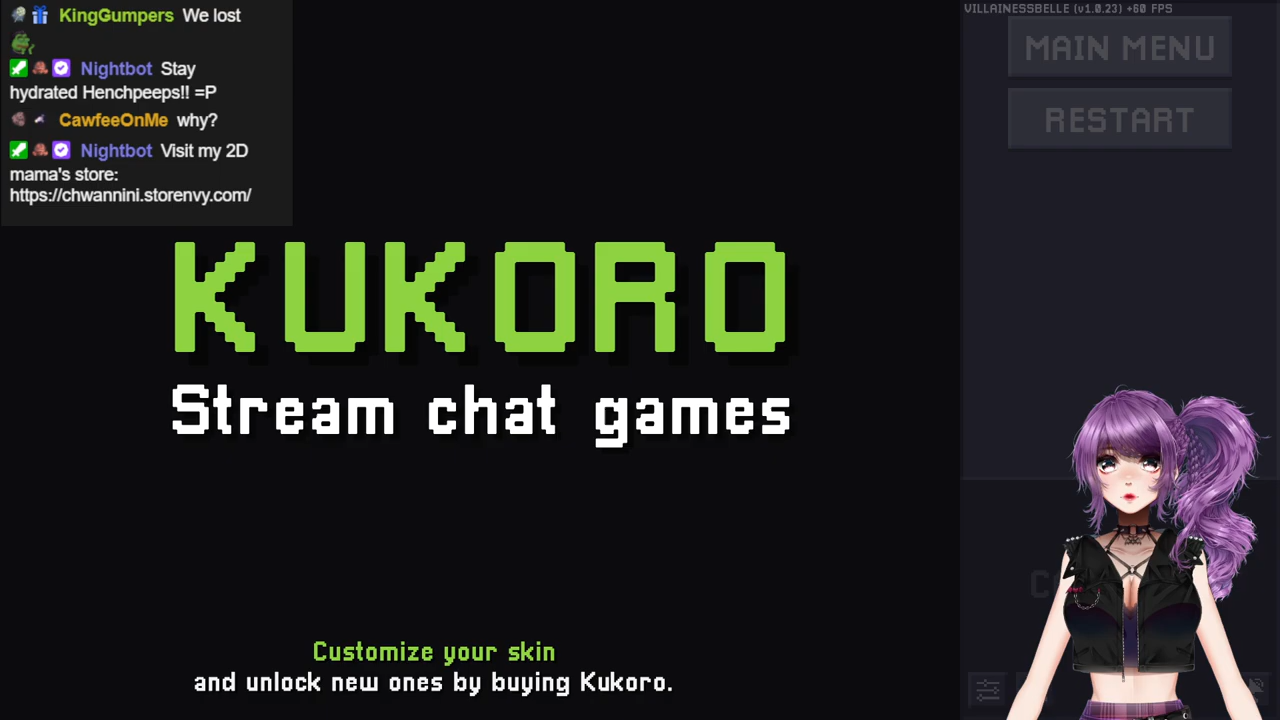 KingGumpers We lost
Nightbot Stay
hydrated Henchpeeps!! =P
CawfeeOnMe why?
Nightbot Visit my 2D
mama's store:
https://chwannini.storenvy.com/
VILLAINESSBELLE (v1.0.23) +60 FPS
MAIN MENU
RESTART
KUKORO
Stream chat games
Customize your skin
and unlock new ones by buying Kukoro.